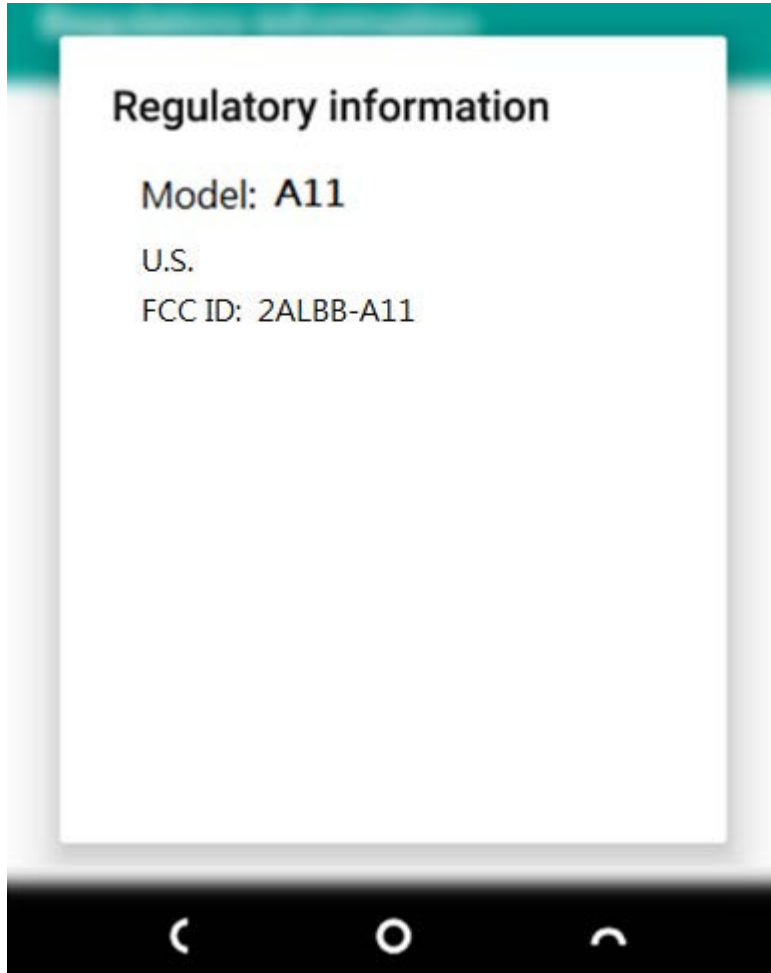 Regulatory information
Model: A11
U.S.
FCC ID: 2ALBB-A11